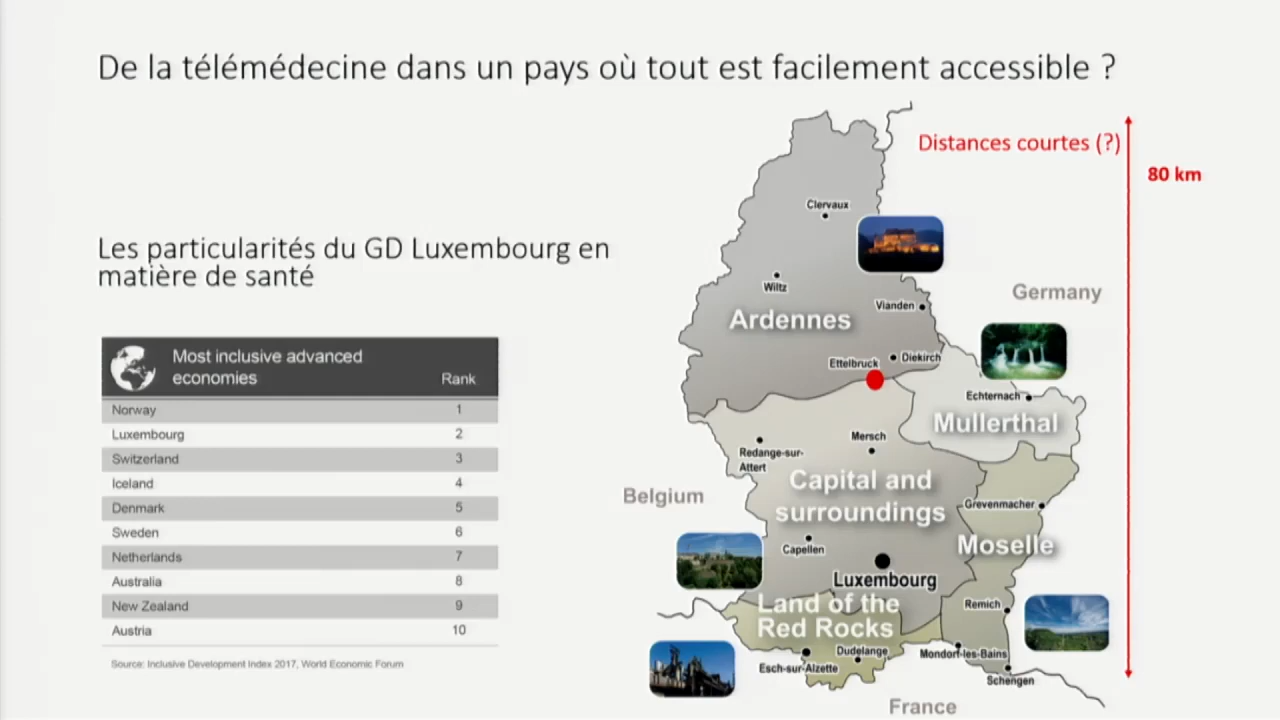 De la télémédecine dans un pays où tout est facilement accessible ?
Distances courtes (?)
80 km
Les particularités du GD Luxembourg en
matière de santé
Most inclusive advanced
economies
Rank
Norway 1
Luxembourg 2
Switzerland 3
Iceland 4
Denmark 5
Sweden 6
Netherlands 7
Australia 8
New Zealand 9
Austria 10
Source: Inclusive Development Index 2017, World Economic Forum
Clervaux
Wiltz
Vianden
Germany
Ardennes
Ettelbruck
Diekirch
Echternach
Mullerthal
Mersch
Redange-sur-
Attert
Capital and
surroundings
Belgium
Grevenmacher
Moselle
Capellen
Luxembourg
Land of the
Red Rocks
Remich
Dudelange
Mondorf-les-Bains
Esch-sur-Alzette
Schengen
France